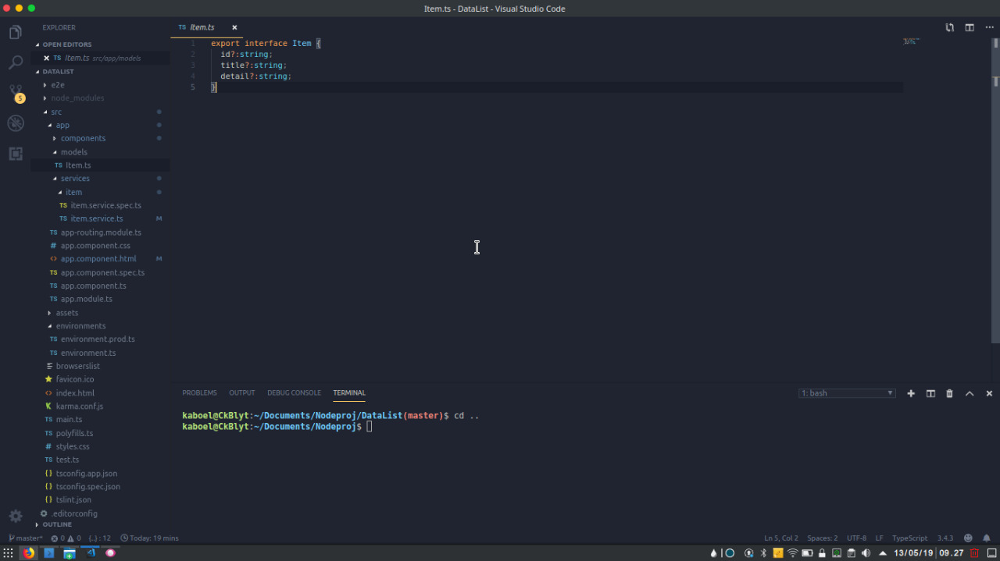 Item.ts - DataList - Visual Studio Code
EXPLORER
OPEN EDITORS
TS Item.ts src/app/models
DATALIST
e2e
node_modules
src
app
components
models
TS Item.ts
services
item
TS item.service.spec.ts
TS item.service.ts M
TS app-routing.module.ts
# app.component.css
<> app.component.html M
TS app.component.spec.ts
TS app.component.ts
TS app.module.ts
assets
environments
TS environment.prod.ts
TS environment.ts
browserslist
favicon.ico
<> index.html
K karma.conf.js
TS main.ts
TS polyfills.ts
# styles.css
TS test.ts
{} tsconfig.app.json
{} tsconfig.spec.json
{} tslint.json
.editorconfig
OUTLINE
5
TS Item.ts
1 export interface Item {
2 id?:string;
3 title?:string;
4 detail?:string;
5 }
PROBLEMS OUTPUT DEBUG CONSOLE TERMINAL
1: bash
kaboel@CkBlyt:~/Documents/Nodeproj/DataList(master)$ cd ..
kaboel@CkBlyt:~/Documents/Nodeproj$
master* 0 0 {..} : 12 Today: 19 mins
Ln 5, Col 2 Spaces: 2 UTF-8 LF TypeScript 3.4.3
13/05/19 09.27